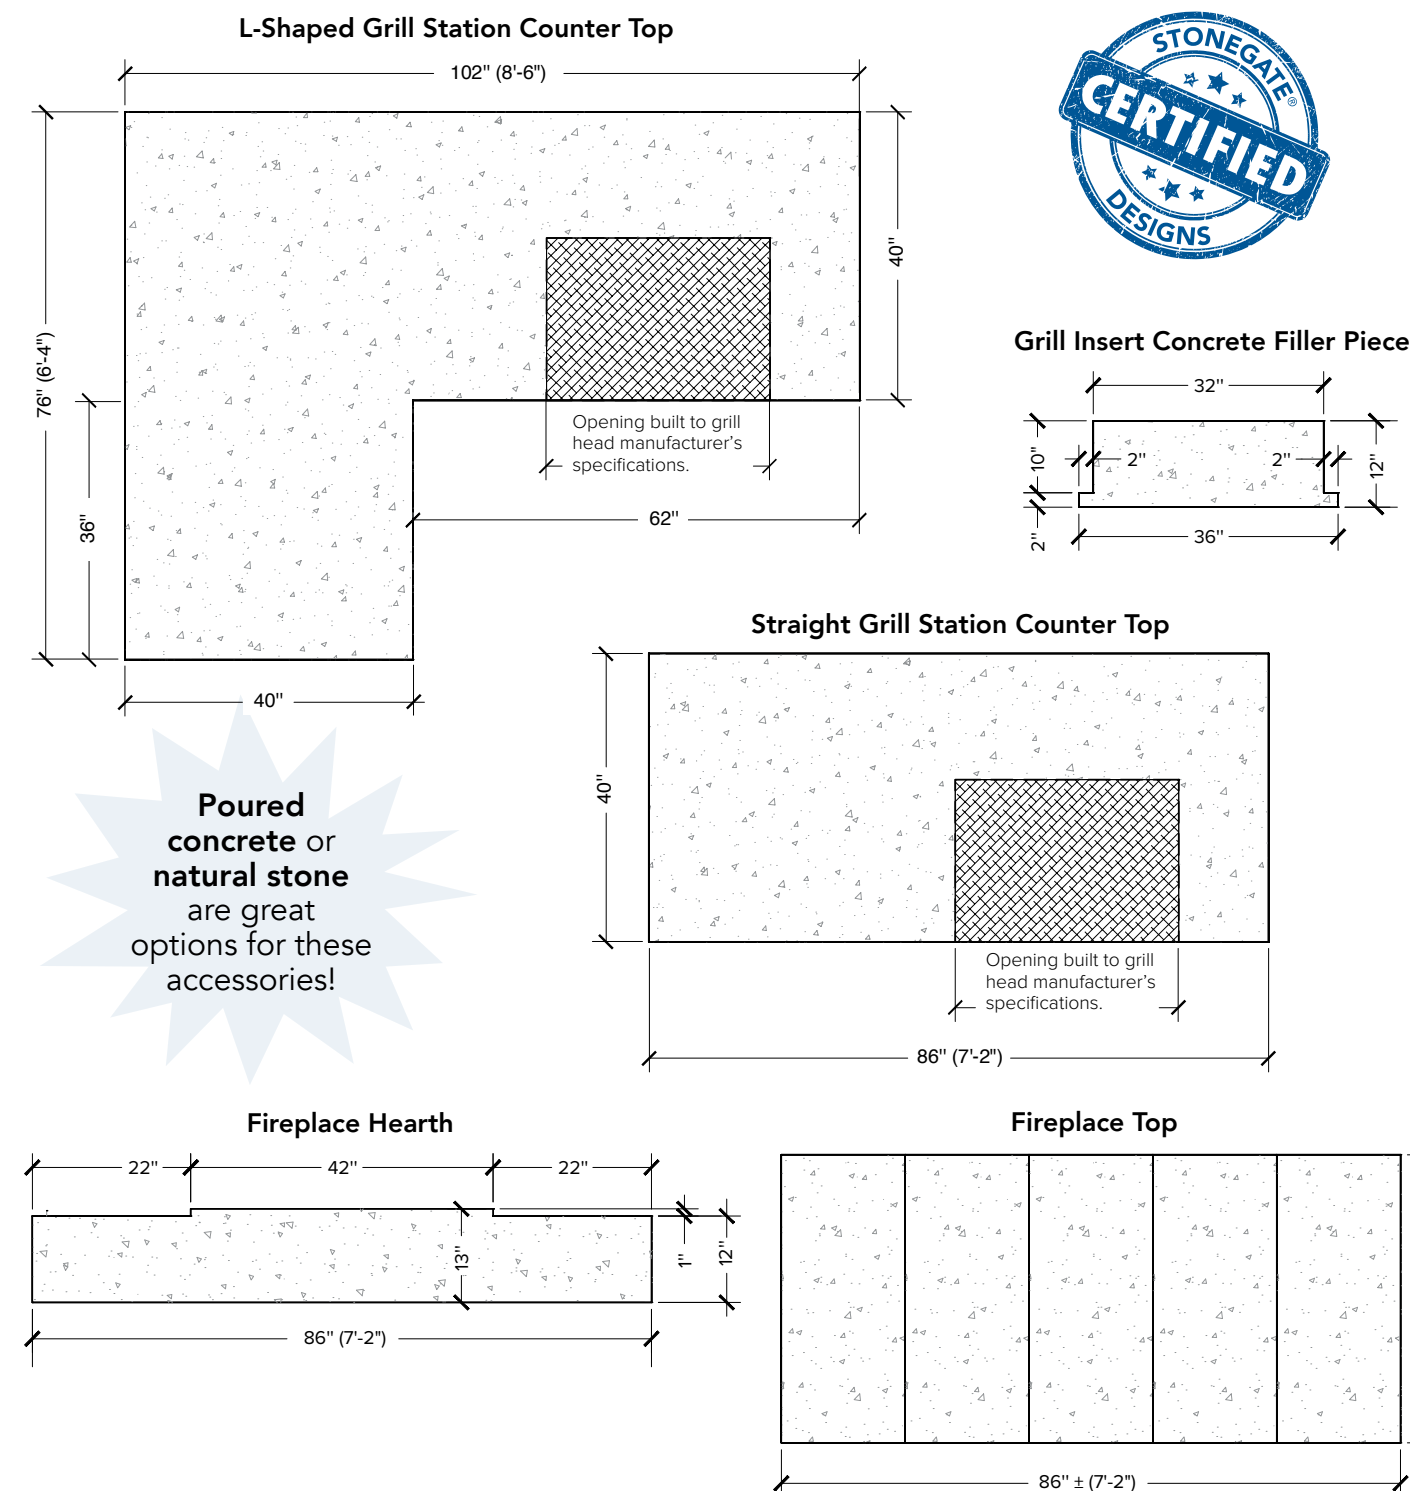 L-Shaped Grill Station Counter Top
102" (8'-6")
STONEGATE®
CERTIFIED
DESIGNS
76" (6'-4")
40"
36"
Opening built to grill
head manufacturer's
specifications.
62"
40"
Grill Insert Concrete Filler Piece
32"
10"
2"
2"
12"
2"
36"
Straight Grill Station Counter Top
40"
Opening built to grill
head manufacturer's
specifications.
86" (7'-2")
Poured
concrete or
natural stone
are great
options for these
accessories!
Fireplace Hearth
22"
42"
22"
13"
1"
12"
86" (7'-2")
Fireplace Top
86" ± (7'-2")